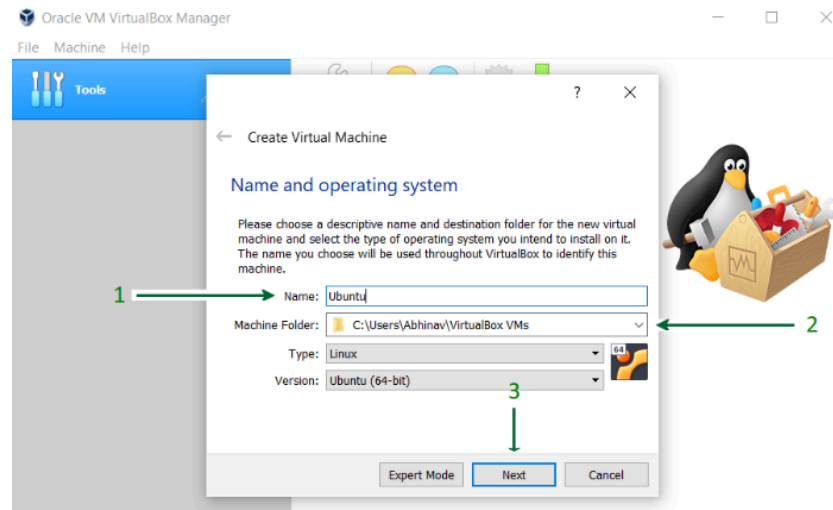 Oracle VM VirtualBox Manager
File Machine Help
Tools
?
Create Virtual Machine
Name and operating system
Please choose a descriptive name and destination folder for the new virtual
machine and select the type of operating system you intend to install on it.
The name you choose will be used throughout VirtualBox to identify this
machine.
1
Name: Ubuntu
Machine Folder: C:\Users\Abhinav\VirtualBox VMs
2
Type: Linux
64
Version: Ubuntu (64-bit)
3
Expert Mode Next Cancel